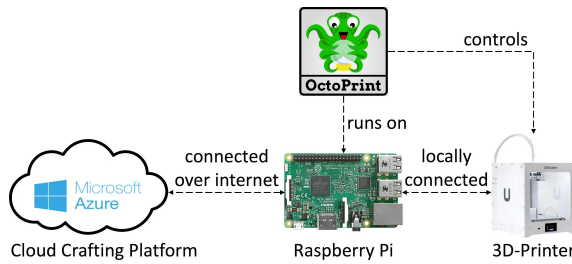 controls
OctoPrint
runs on
connected
over internet
locally
connected
Microsoft
Azure
U
Cloud Crafting Platform
Raspberry Pi
3D-Printer